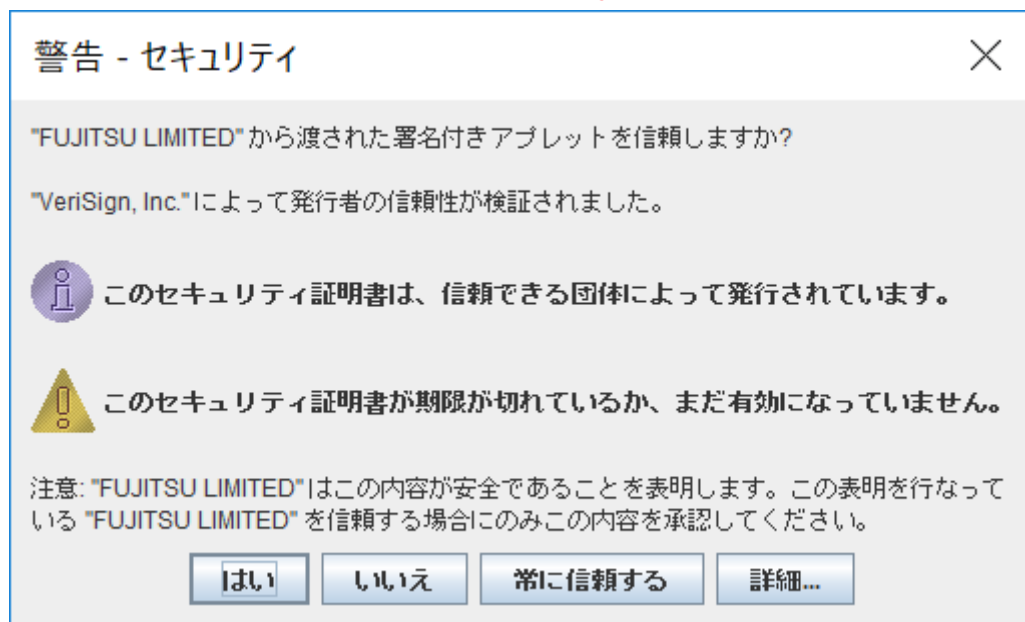 警告 - セキュリティ
"FUJITSU LIMITED" から渡された署名付きアプレットを信頼しますか?
"VeriSign, Inc." によって発行者の信頼性が検証されました。
このセキュリティ証明書は、信頼できる団体によって発行されています。
このセキュリティ証明書が期限が切れているか、まだ有効になっていません。
注意: "FUJITSU LIMITED" はこの内容が安全であることを表明します。この表明を行なって
いる "FUJITSU LIMITED" を信頼する場合にのみこの内容を承認してください。
はい いいえ 常に信頼する 詳細...